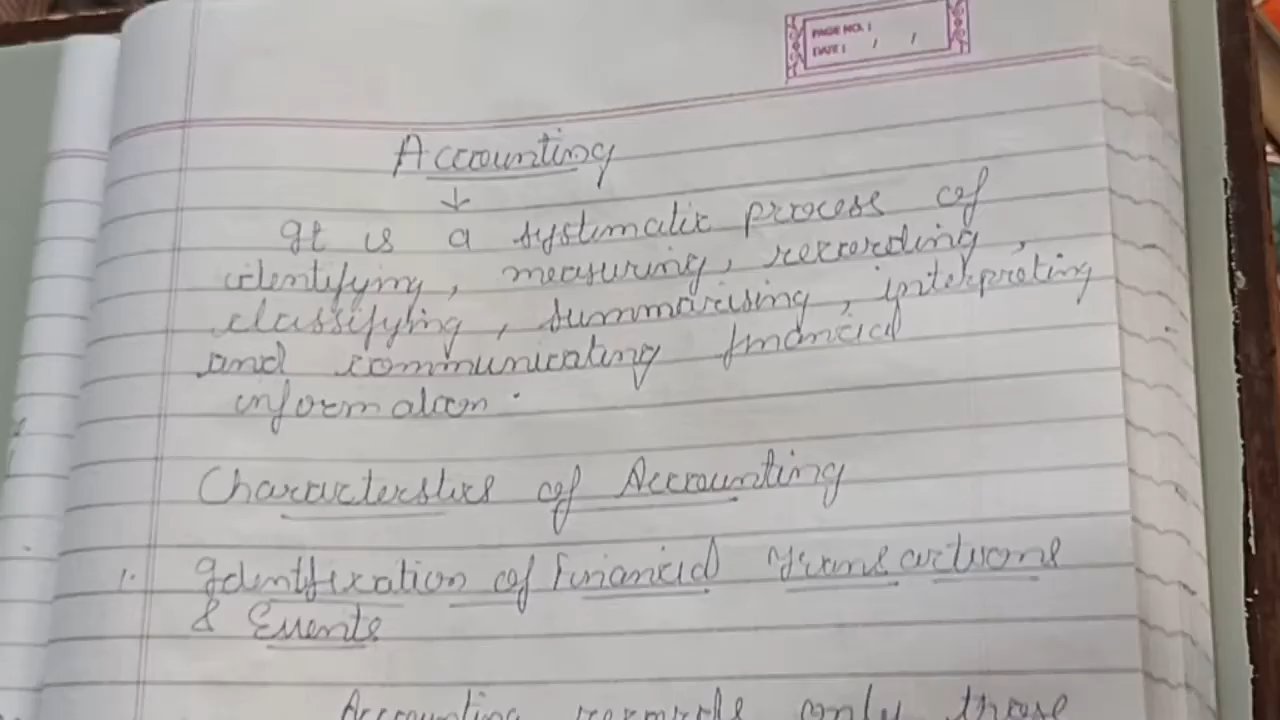 PAGE NO. :
DATE : / /
Accounting
↓
It is a systematic process of
identifying, measuring, recording,
classifying, summarising, interpreting
and communicating financial
information.
Characterstics of Accounting
1. Identification of Financial Transactions
& Events
Accounting records only those